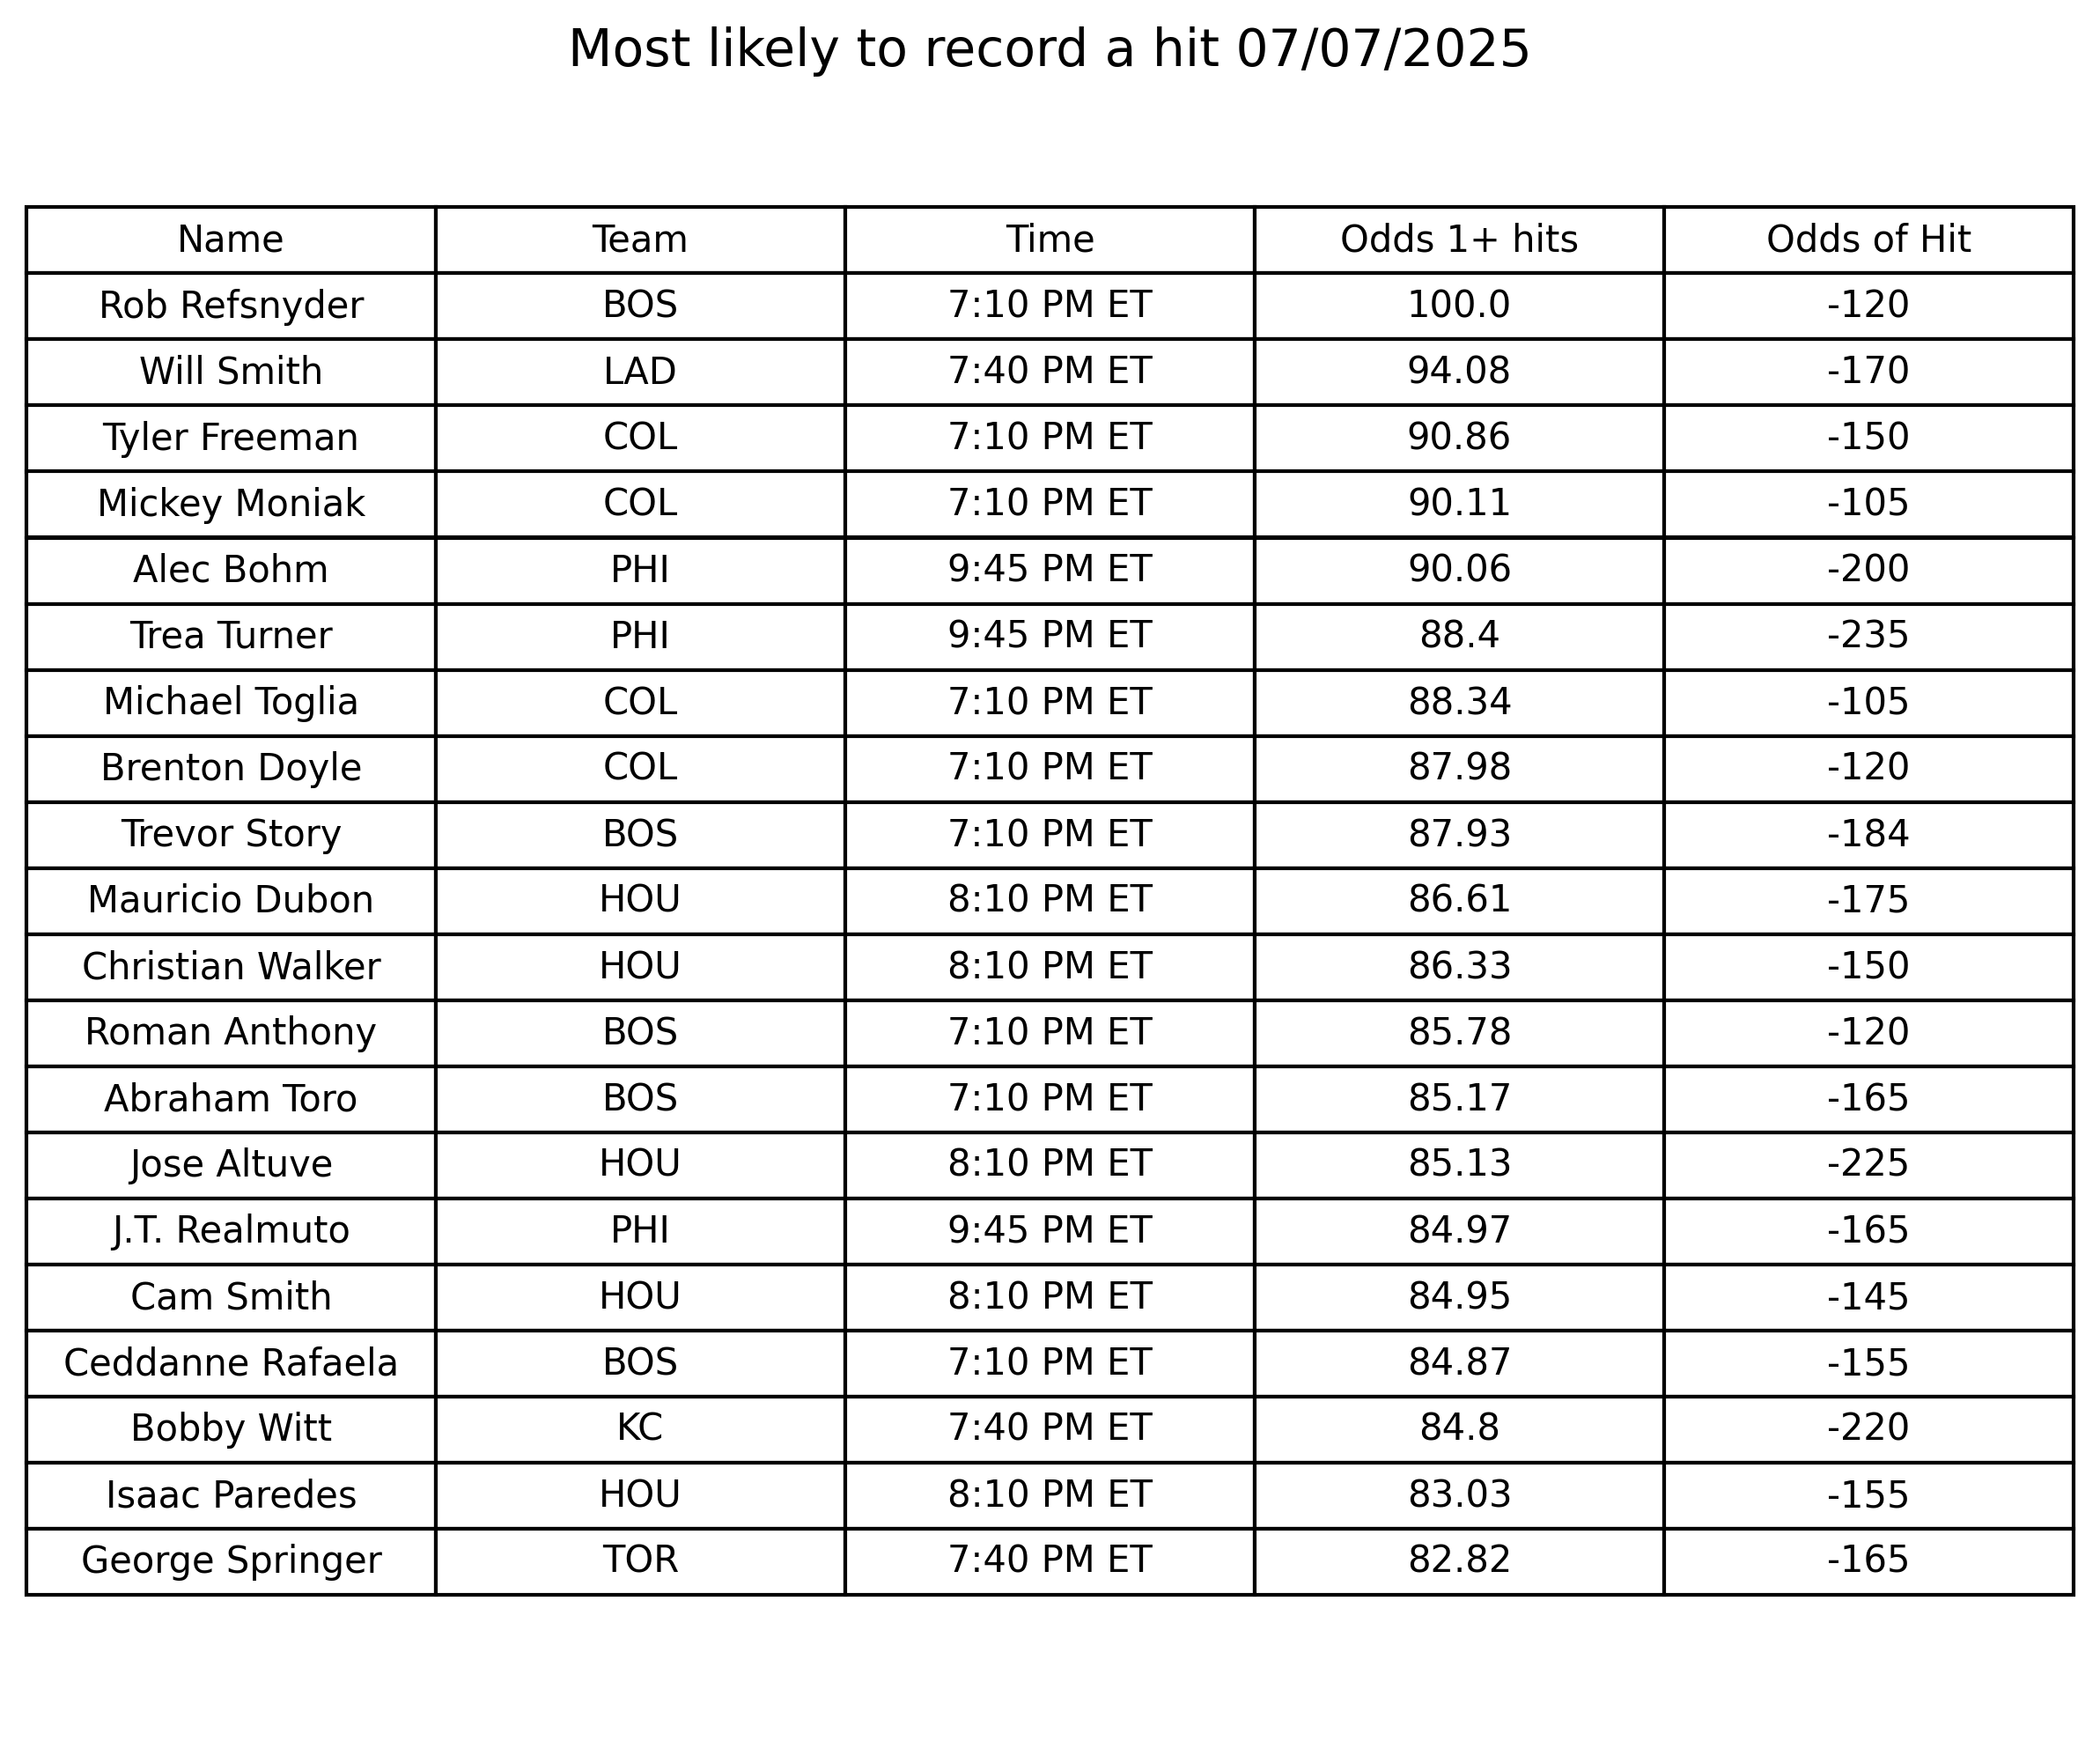 Most likely to record a hit 07/07/2025
Name Team Time Odds 1+ hits Odds of Hit
Rob Refsnyder BOS 7:10 PM ET 100.0 -120
Will Smith LAD 7:40 PM ET 94.08 -170
Tyler Freeman COL 7:10 PM ET 90.86 -150
Mickey Moniak COL 7:10 PM ET 90.11 -105
Alec Bohm PHI 9:45 PM ET 90.06 -200
Trea Turner PHI 9:45 PM ET 88.4 -235
Michael Toglia COL 7:10 PM ET 88.34 -105
Brenton Doyle COL 7:10 PM ET 87.98 -120
Trevor Story BOS 7:10 PM ET 87.93 -184
Mauricio Dubon HOU 8:10 PM ET 86.61 -175
Christian Walker HOU 8:10 PM ET 86.33 -150
Roman Anthony BOS 7:10 PM ET 85.78 -120
Abraham Toro BOS 7:10 PM ET 85.17 -165
Jose Altuve HOU 8:10 PM ET 85.13 -225
J.T. Realmuto PHI 9:45 PM ET 84.97 -165
Cam Smith HOU 8:10 PM ET 84.95 -145
Ceddanne Rafaela BOS 7:10 PM ET 84.87 -155
Bobby Witt KC 7:40 PM ET 84.8 -220
Isaac Paredes HOU 8:10 PM ET 83.03 -155
George Springer TOR 7:40 PM ET 82.82 -165